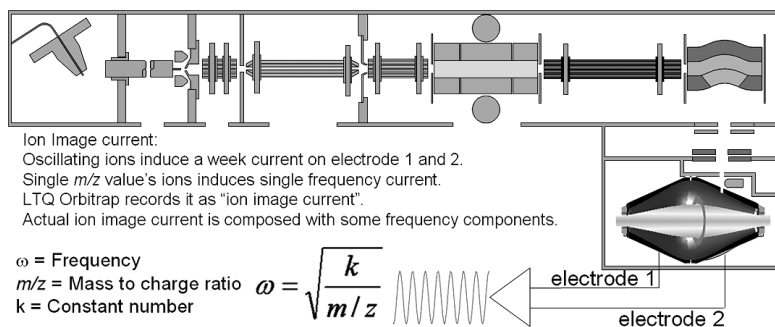 Ion Image current:
Oscillating ions induce a week current on electrode 1 and 2.
Single m/z value's ions induces single frequency current.
LTQ Orbitrap records it as “ion image current”.
Actual ion image current is composed with some frequency components.
ω = Frequency
m/z = Mass to charge ratio
k = Constant number
ω = √(k / (m/z))
electrode 1
electrode 2